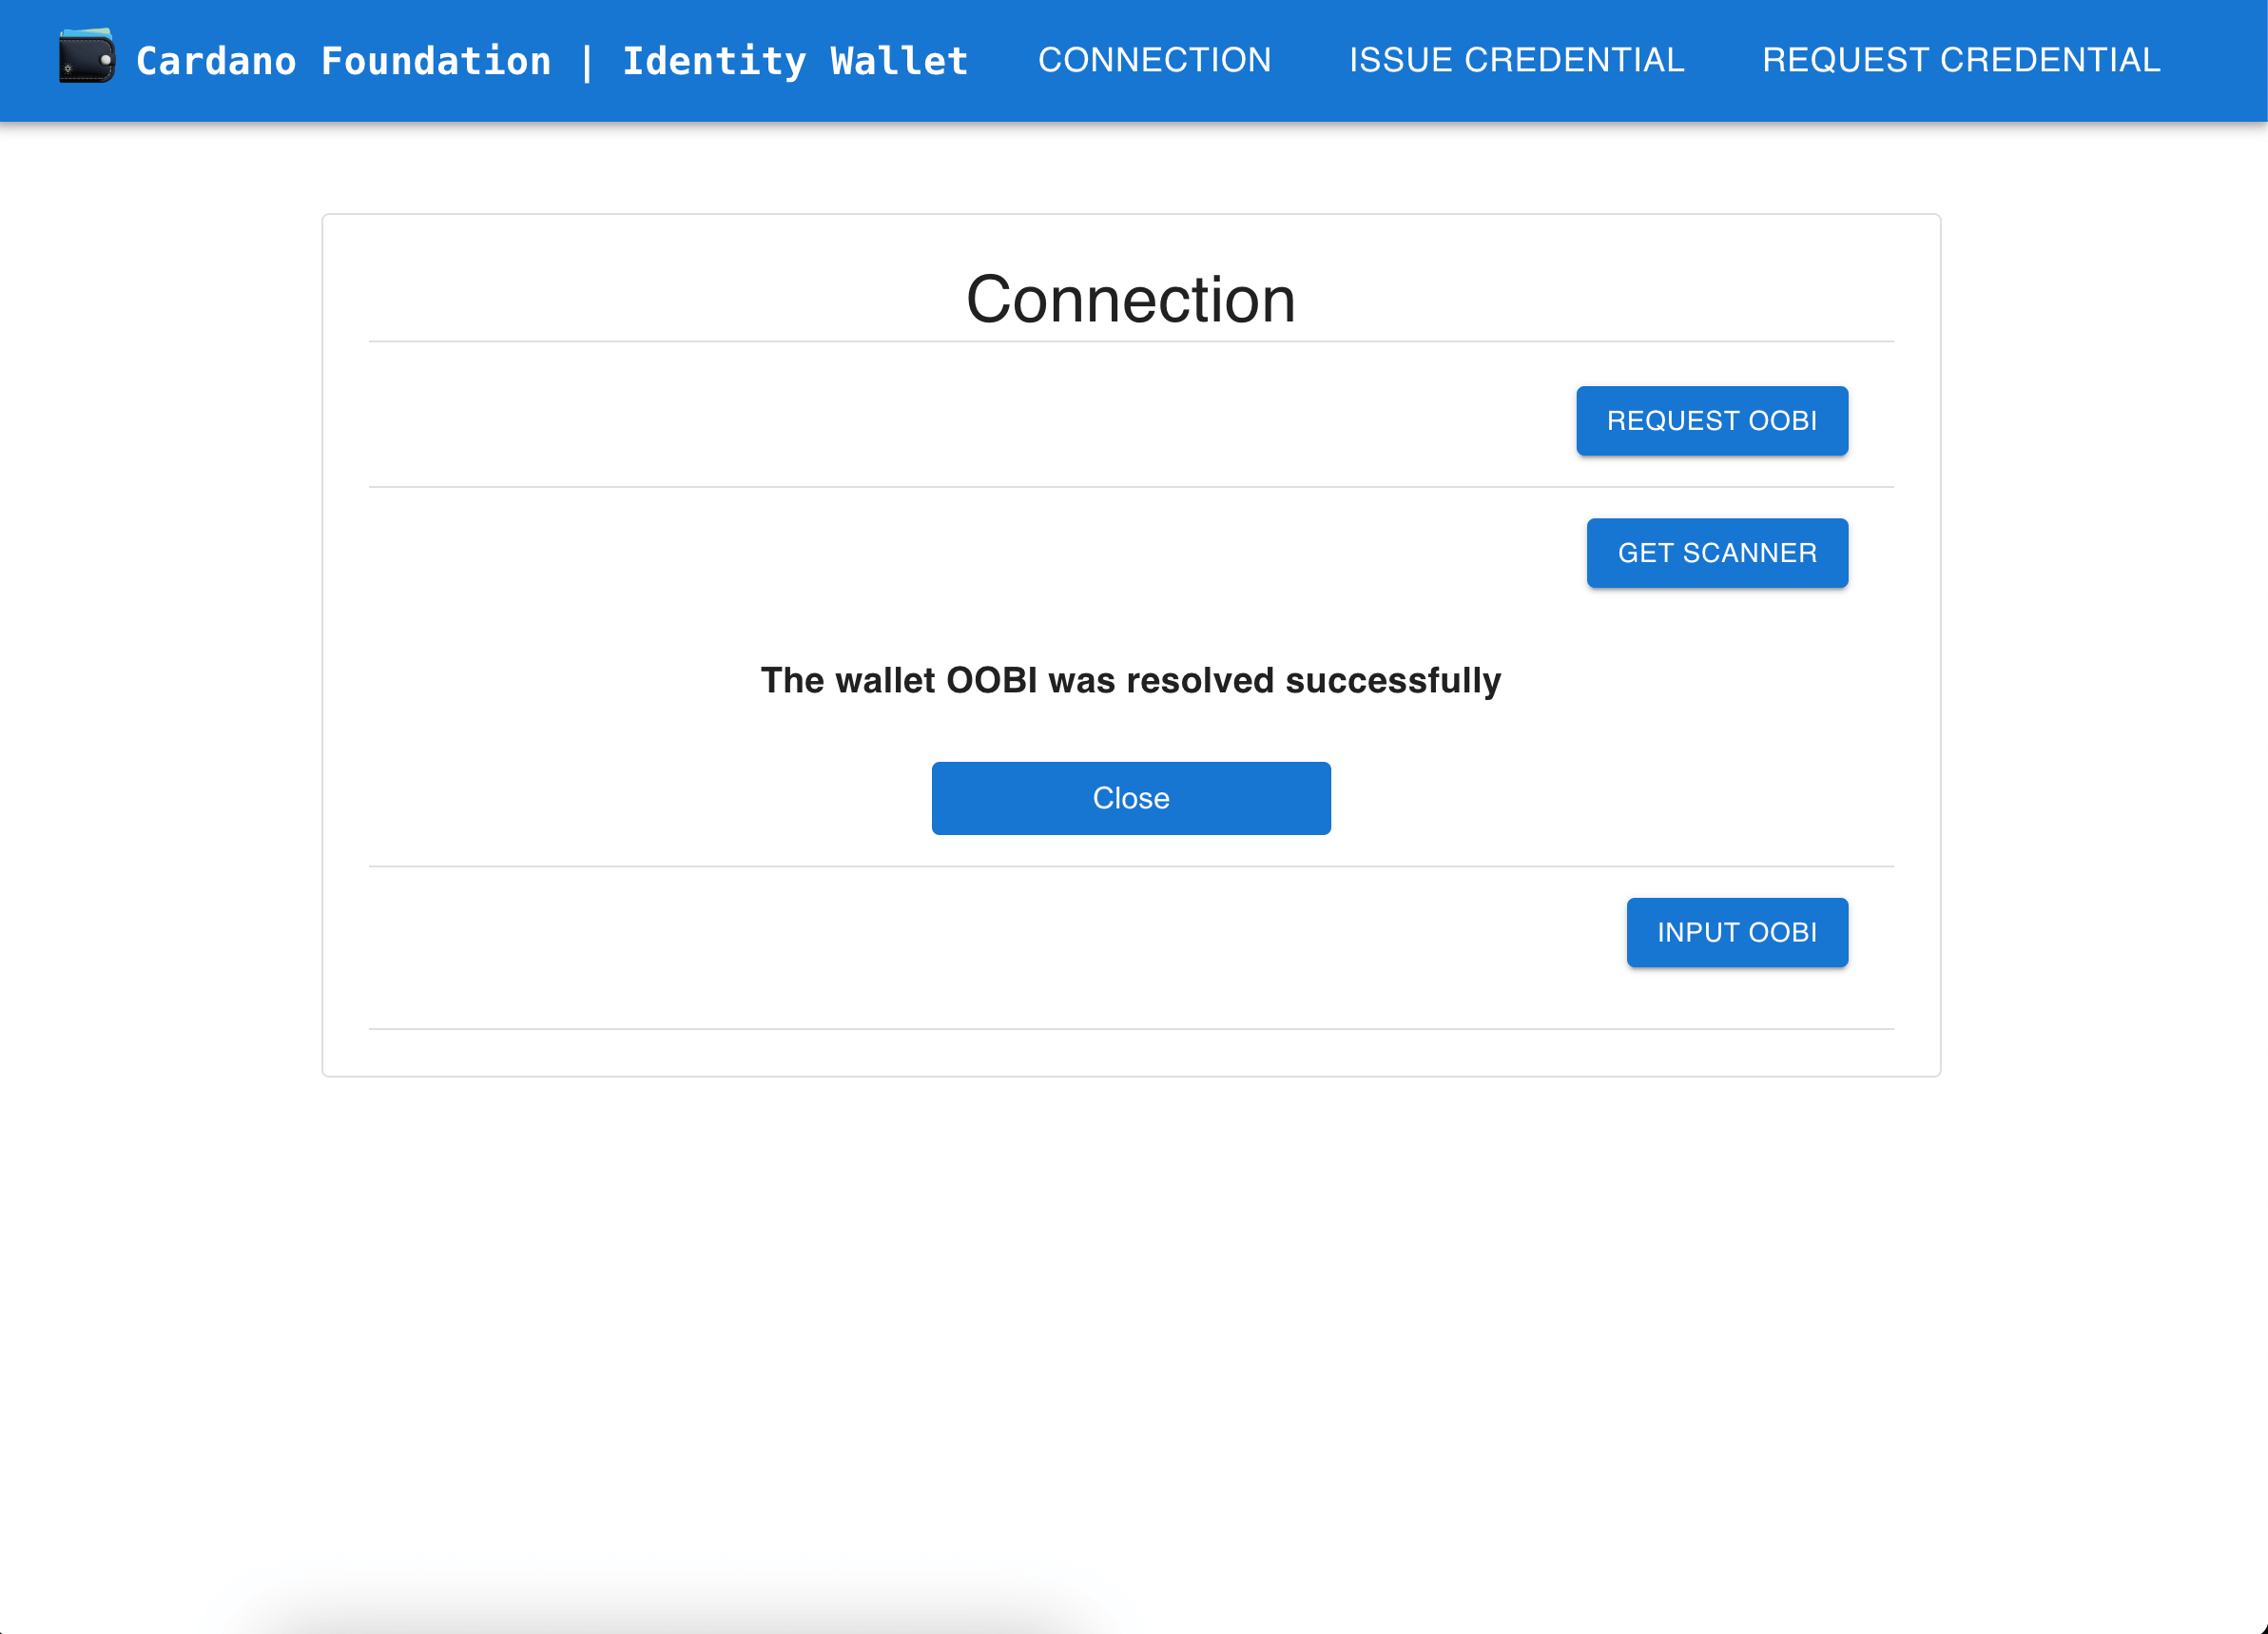 Cardano Foundation | Identity Wallet CONNECTION ISSUE CREDENTIAL REQUEST CREDENTIAL
Connection
REQUEST OOBI
GET SCANNER
The wallet OOBI was resolved successfully
Close
INPUT OOBI